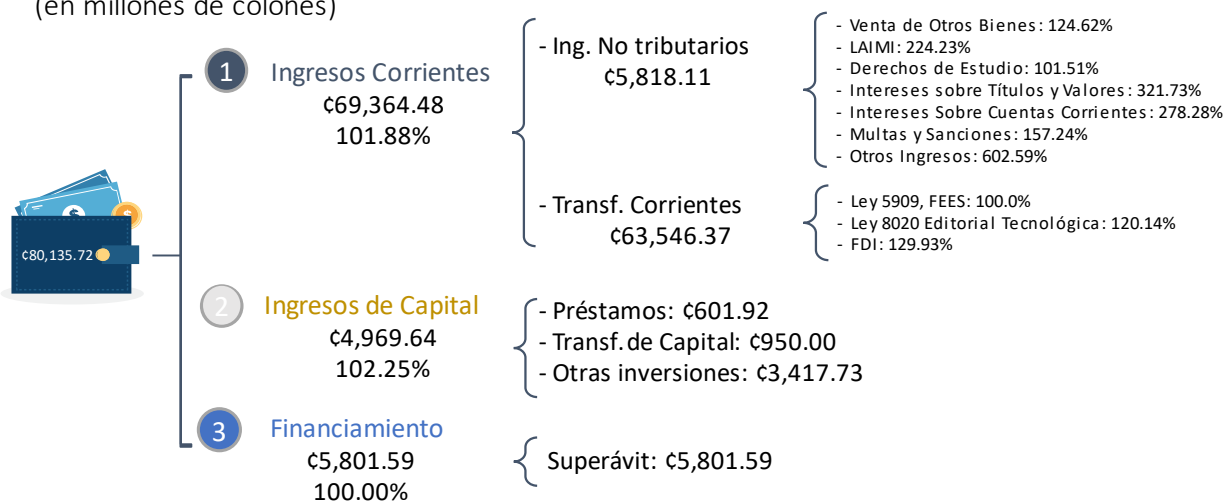 (en millones de colones)
¢80,135.72
1
Ingresos Corrientes
¢69,364.48
101.88%
- Ing. No tributarios
¢5,818.11
- Venta de Otros Bienes: 124.62%
- LAIMI: 224.23%
- Derechos de Estudio: 101.51%
- Intereses sobre Títulos y Valores: 321.73%
- Intereses Sobre Cuentas Corrientes: 278.28%
- Multas y Sanciones: 157.24%
- Otros Ingresos: 602.59%
- Transf. Corrientes
¢63,546.37
- Ley 5909, FEES: 100.0%
- Ley 8020 Editorial Tecnológica: 120.14%
- FDI: 129.93%
2
Ingresos de Capital
¢4,969.64
102.25%
- Préstamos: ¢601.92
- Transf. de Capital: ¢950.00
- Otras inversiones: ¢3,417.73
3
Financiamiento
¢5,801.59
100.00%
Superávit: ¢5,801.59